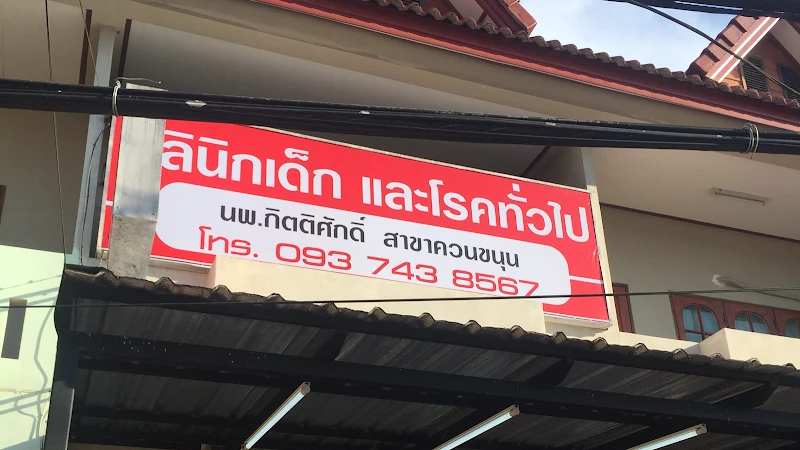 ลินิกเด็ก และโรคทั่วไป
นพ.กิตติศักดิ์ สาขาควนขนุน
โทร. 093 743 8567